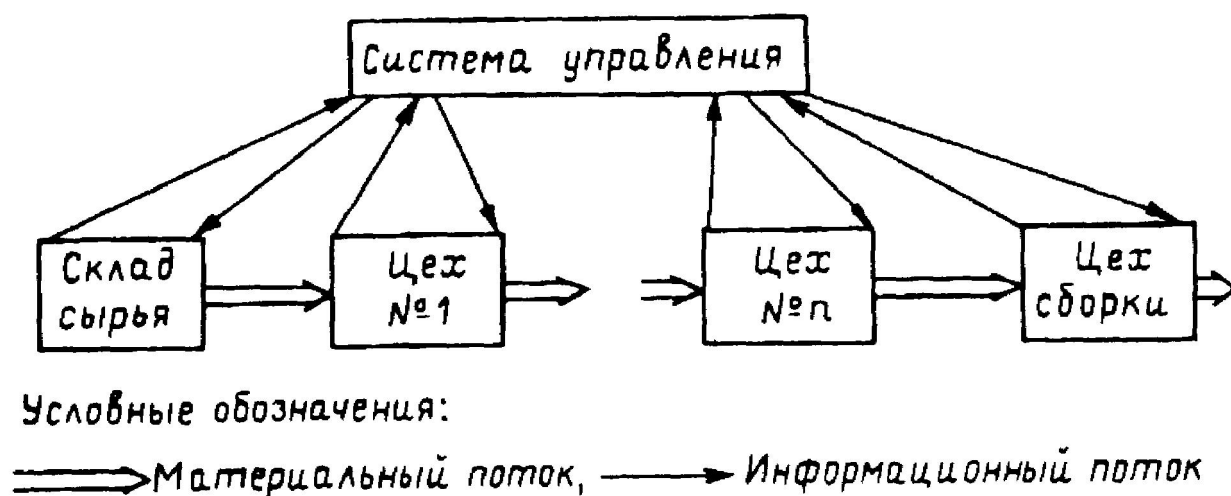 Система управления
Склад
сырья
Цех
№1
Цех
№n
Цех
сборки
Условные обозначения:
Материальный поток, Информационный поток